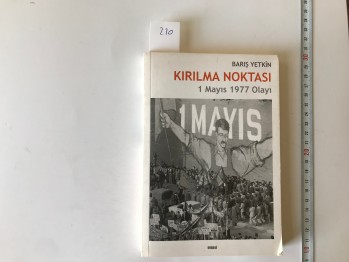 210
BARIŞ YETKİN
KIRILMA NOKTASI
1 Mayıs 1977 Olayı
1 MAYIS